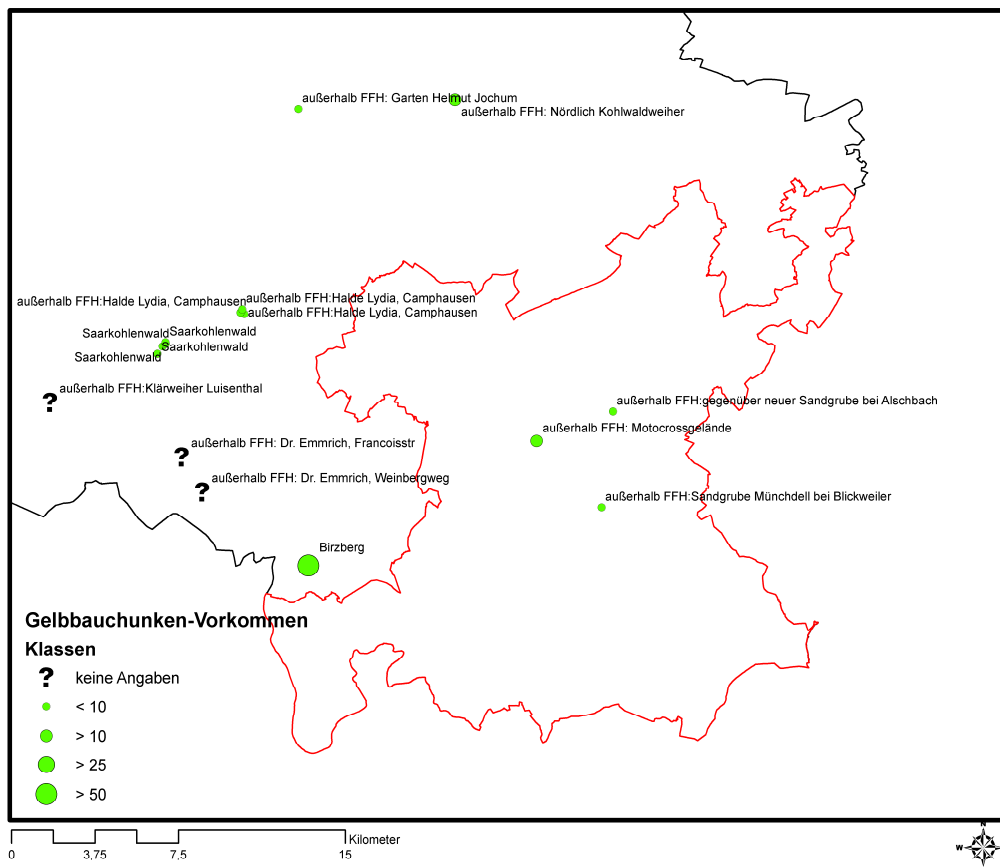 außerhalb FFH: Garten Helmut Jochum
außerhalb FFH: Nördlich Kohlwaldweiher
außerhalb FFH:Halde Lydia, Camphausen
außerhalb FFH:Halde Lydia, Camphausen
außerhalb FFH:Halde Lydia, Camphausen
Saarkohlenwald
Saarkohlenwald
Saarkohlenwald
Saarkohlenwald
außerhalb FFH:Klärweiher Luisenthal
?
außerhalb FFH:gegenüber neuer Sandgrube bei Alschbach
außerhalb FFH: Motocrossgelände
außerhalb FFH: Dr. Emmrich, Francoisstr
?
außerhalb FFH: Dr. Emmrich, Weinbergweg
?
außerhalb FFH:Sandgrube Münchdell bei Blickweiler
Birzberg
Gelbbauchunken-Vorkommen
Klassen
? keine Angaben
< 10
> 10
> 25
> 50
Kilometer
0 3,75 7,5 15
N
W